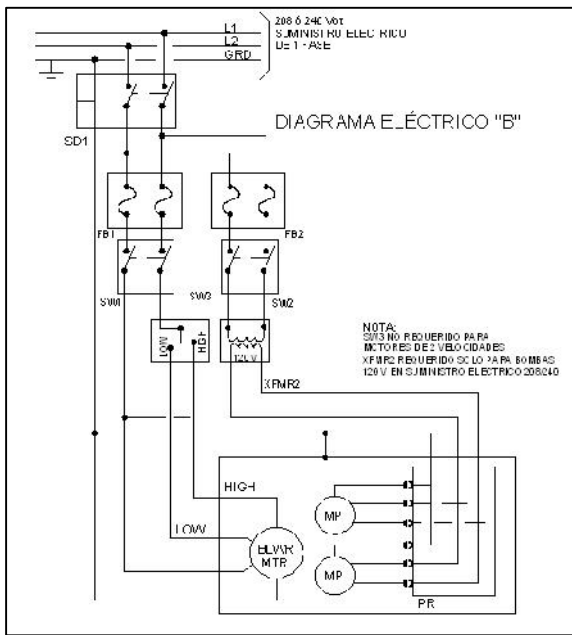 L1
L2
GRD
208 ó 240 Volt
SUMINISTRO ELECTRICO
DE 1 FASE
SD1
DIAGRAMA ELÉCTRICO "B"
FB1
FB2
SW1
SW3
SW2
LOW
HIGH
120 V
XFMR2
NOTA:
SW3 NO REQUERIDO PARA
MOTORES DE 2 VELOCIDADES
XFMR2 REQUERIDO SOLO PARA BOMBAS
120 V EN SUMINISTRO ELECTRICO 208/240
HIGH
LOW
BLWR
MTR
MP
MP
PR